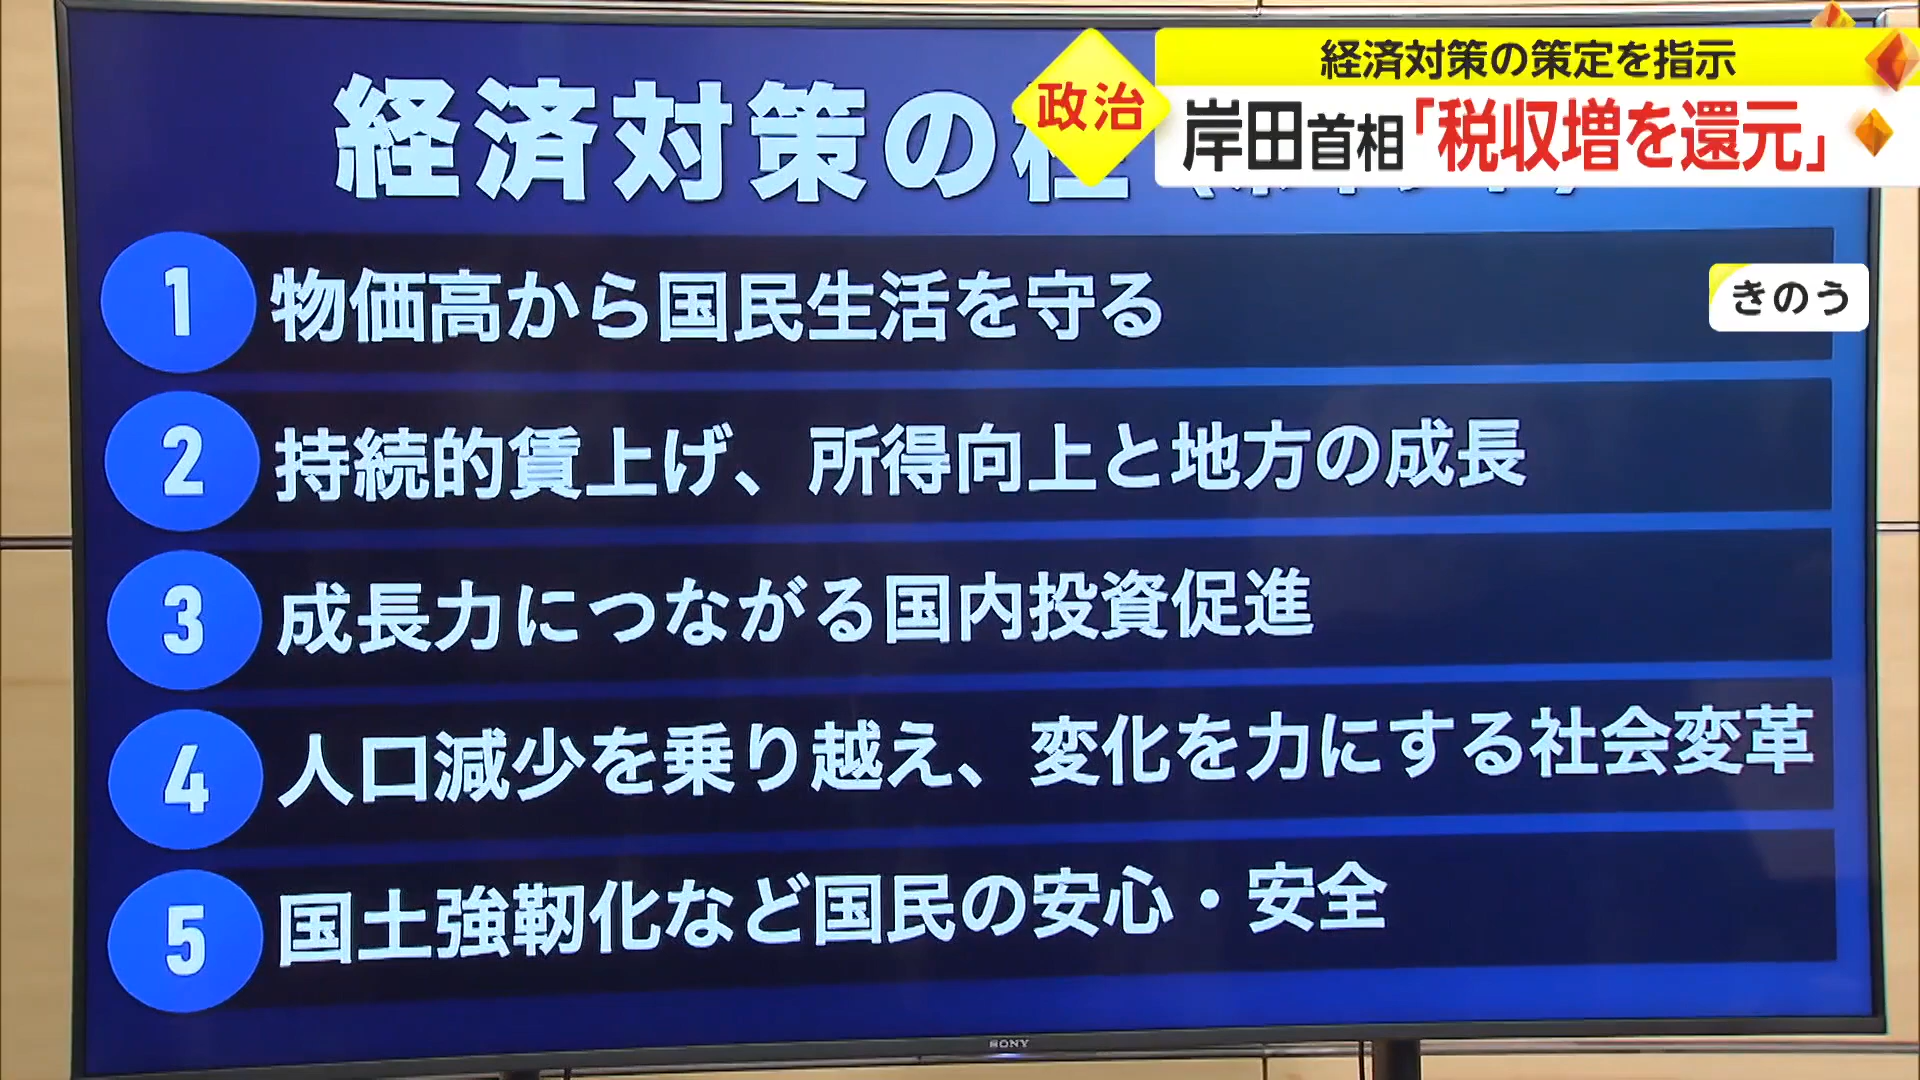 経済対策の策定を指示
政治
岸田首相「税収増を還元」
きのう
経済対策の
1 物価高から国民生活を守る
2 持続的賃上げ、所得向上と地方の成長
3 成長力につながる国内投資促進
4 人口減少を乗り越え、変化を力にする社会変革
5 国土強靭化など国民の安心・安全
SONY